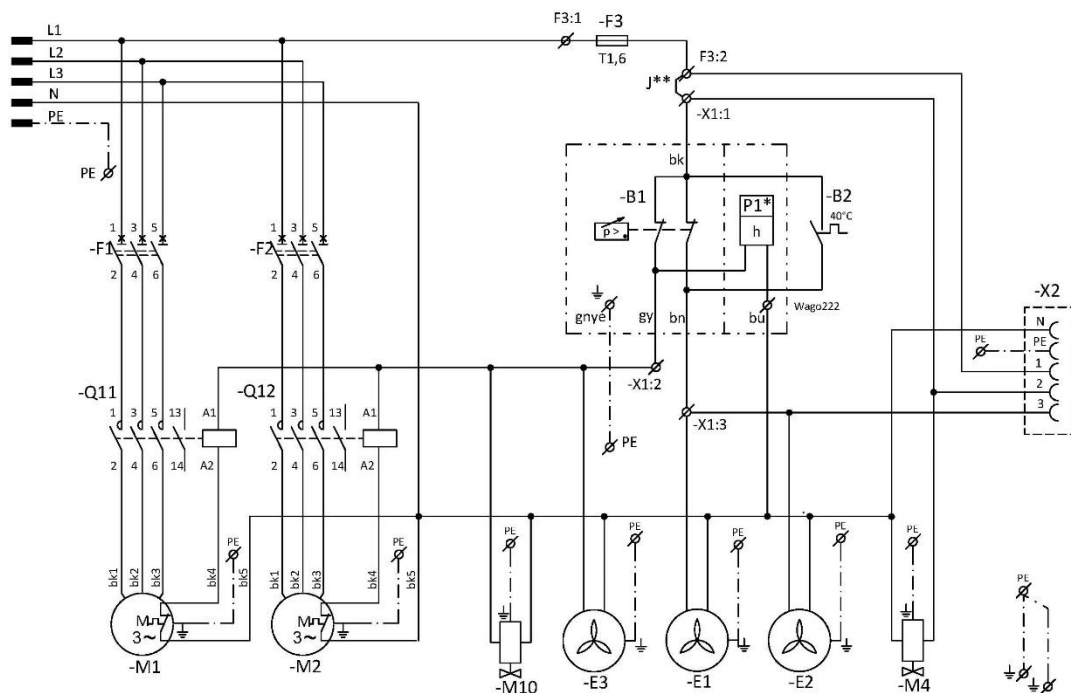 L1
L2
L3
N
PE
PE
F3:1
-F3
T1,6
F3:2
J**
-X1:1
bk
-B1
P1*
h
-B2
40°C
p >
Wago222
gnye
gy
bn
bu
-X1:2
-X1:3
PE
-X2
N
PE
1
2
3
PE
1 3 5
-F1
2 4 6
1 3 5
-F2
2 4 6
-Q11
1 3 5 13 A1
2 4 6 14 A2
-Q12
1 3 5 13 A1
2 4 6 14 A2
bk1
bk2
bk3
bk4
bk5
PE
M
3~
-M1
bk1
bk2
bk3
bk4
bk5
PE
M
3~
-M2
PE
-M10
PE
-E3
PE
-E1
PE
-E2
PE
-M4
PE